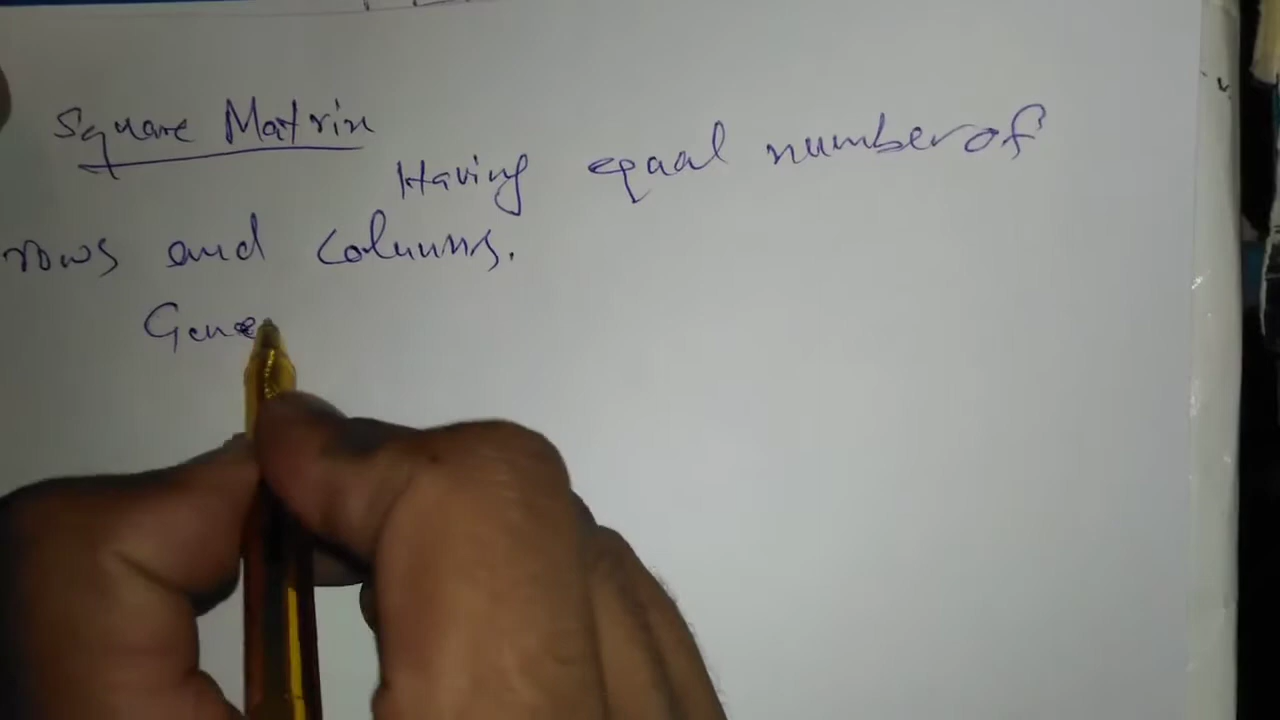 Square Matrix
Having equal number of
rows and columns.
Gene